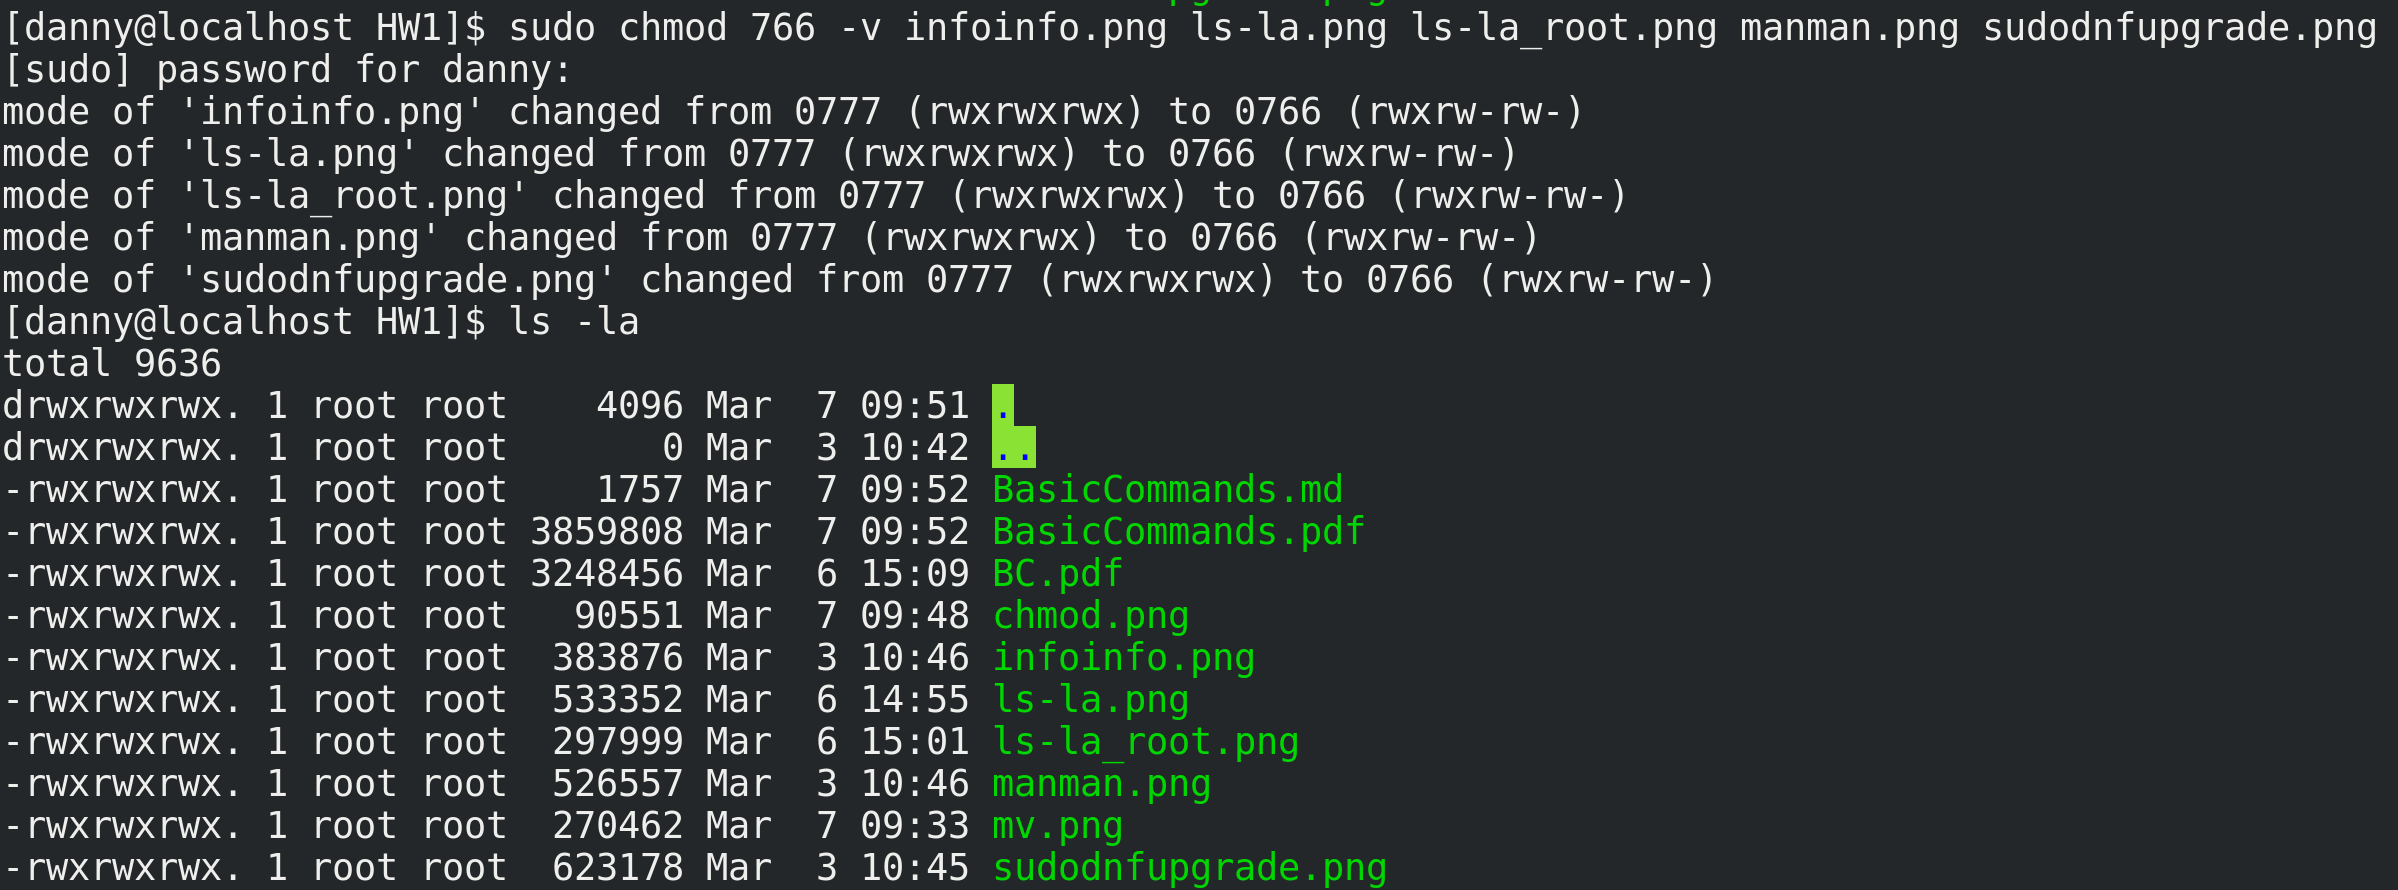 [danny@localhost HW1]$ sudo chmod 766 -v infoinfo.png ls-la.png ls-la_root.png manman.png sudodnfupgrade.png
[sudo] password for danny:
mode of 'infoinfo.png' changed from 0777 (rwxrwxrwx) to 0766 (rwxrw-rw-)
mode of 'ls-la.png' changed from 0777 (rwxrwxrwx) to 0766 (rwxrw-rw-)
mode of 'ls-la_root.png' changed from 0777 (rwxrwxrwx) to 0766 (rwxrw-rw-)
mode of 'manman.png' changed from 0777 (rwxrwxrwx) to 0766 (rwxrw-rw-)
mode of 'sudodnfupgrade.png' changed from 0777 (rwxrwxrwx) to 0766 (rwxrw-rw-)
[danny@localhost HW1]$ ls -la
total 9636
drwxrwxrwx. 1 root root    4096 Mar  7 09:51 .
drwxrwxrwx. 1 root root       0 Mar  3 10:42 ..
-rwxrwxrwx. 1 root root    1757 Mar  7 09:52 BasicCommands.md
-rwxrwxrwx. 1 root root 3859808 Mar  7 09:52 BasicCommands.pdf
-rwxrwxrwx. 1 root root 3248456 Mar  6 15:09 BC.pdf
-rwxrwxrwx. 1 root root   90551 Mar  7 09:48 chmod.png
-rwxrwxrwx. 1 root root  383876 Mar  3 10:46 infoinfo.png
-rwxrwxrwx. 1 root root  533352 Mar  6 14:55 ls-la.png
-rwxrwxrwx. 1 root root  297999 Mar  6 15:01 ls-la_root.png
-rwxrwxrwx. 1 root root  526557 Mar  3 10:46 manman.png
-rwxrwxrwx. 1 root root  270462 Mar  7 09:33 mv.png
-rwxrwxrwx. 1 root root  623178 Mar  3 10:45 sudodnfupgrade.png